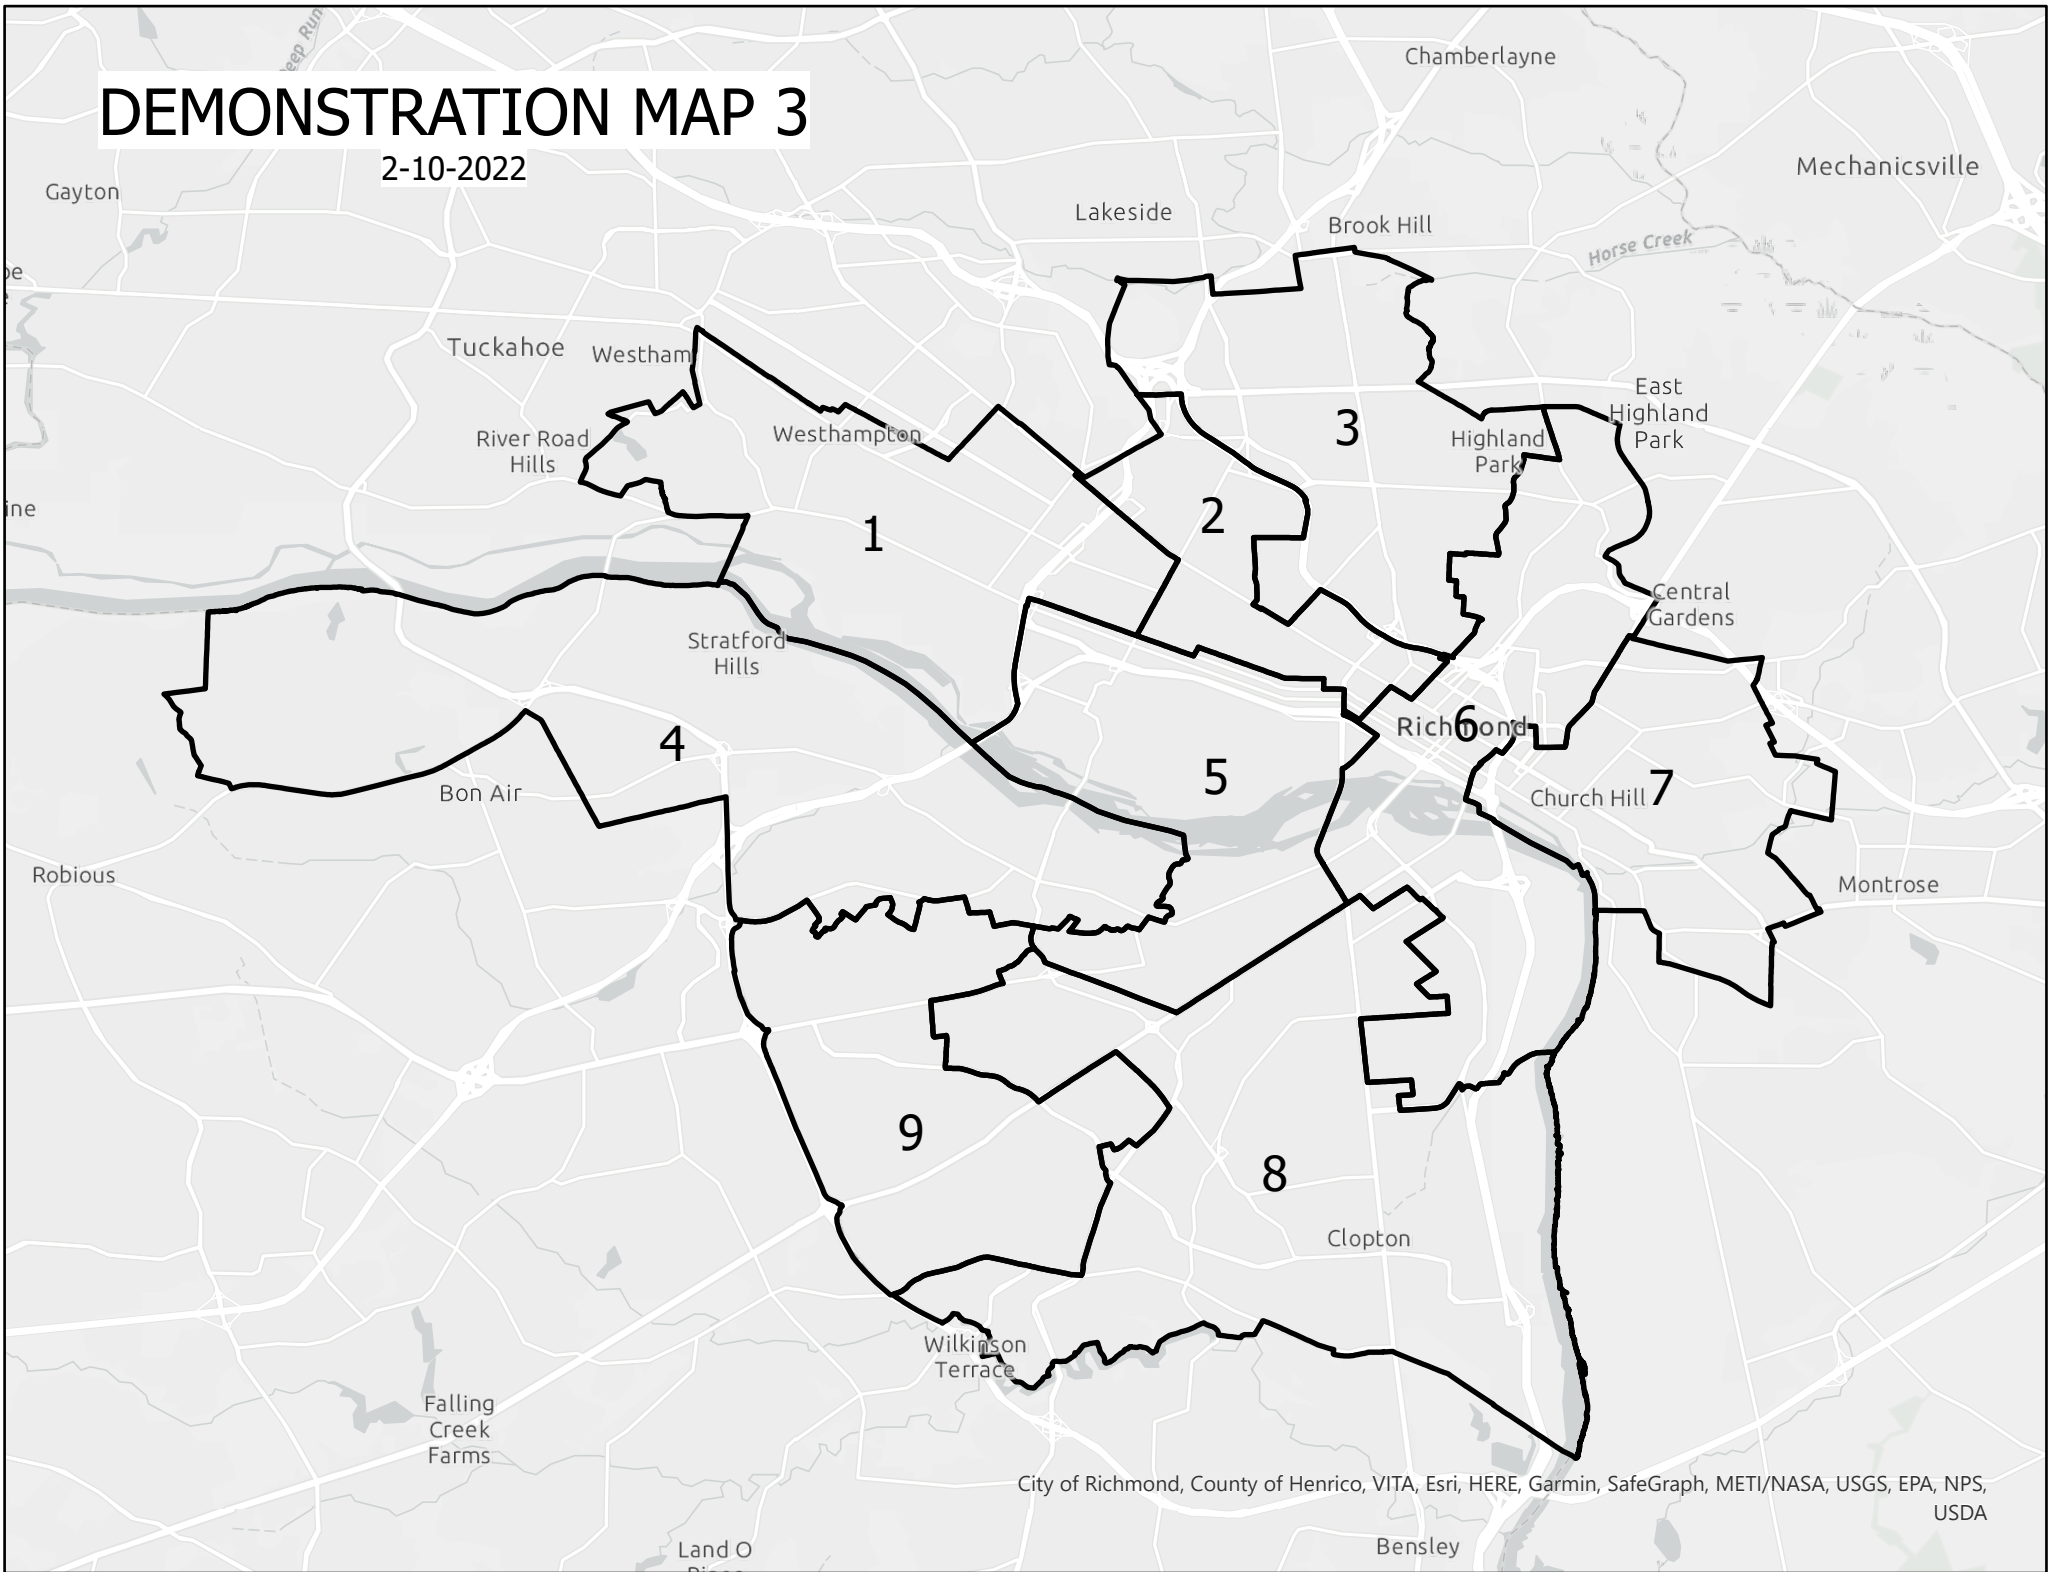 Chamberlayne
DEMONSTRATION MAP 3
2-10-2022
Mechanicsville
Gayton
Lakeside
Brook Hill
Horse Creek
Tuckahoe
Westham
East
Highland
Park
3
River Road
Hills
Westhampton
Highland
Park
2
1
Central
Gardens
Stratford
Hills
Richmond
6
4
5
7
Bon Air
Church Hill
Robious
Montrose
9
8
Clopton
Wilkinson
Terrace
Falling
Creek
Farms
City of Richmond, County of Henrico, VITA, Esri, HERE, Garmin, SafeGraph, METI/NASA, USGS, EPA, NPS,
USDA
Bensley
Land O